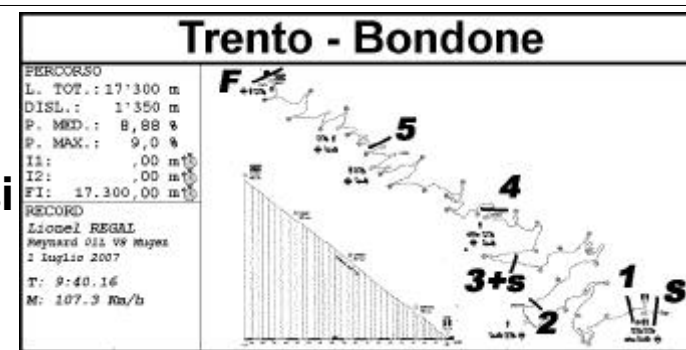 Trento - Bondone
PERCORSO
L. TOT.: 17'300 m
DISL.: 1'350 m
P. MED.: 8,88 %
P. MAX.: 9,0 %
I1: ,00 m
I2: ,00 m
FI: 17.300,00 m
RECORD
Lionel REGAL
Reynard 01L V8 Mugen
1 luglio 2007
T: 9:40.16
M: 107.3 Km/h
i
F
5
4
3+s
2
1
S